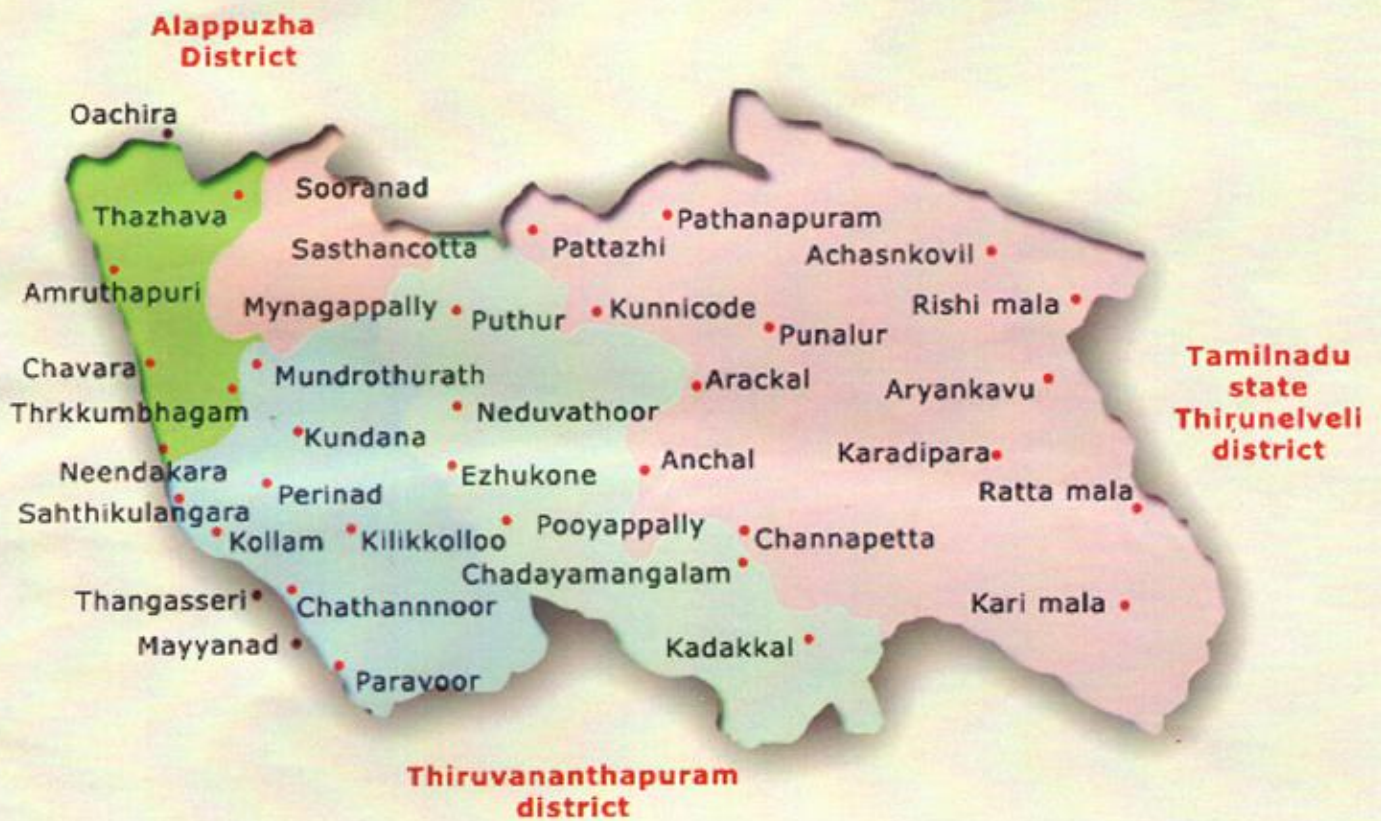 Alappuzha
District
Oachira
Sooranad
Thazhava
Pathanapuram
Sasthancotta
Pattazhi
Achasnkovil
Amruthapuri
Mynagappally
Puthur
Kunnicode
Rishi mala
Punalur
Chavara
Mundrothurath
Arackal
Aryankavu
Tamilnadu
state
Thirunelveli
district
Thrkkumbhagam
Neduvathoor
Kundana
Anchal
Karadipara
Neendakara
Ezhukone
Perinad
Ratta mala
Sahthikulangara
Kollam
Kilikkolloo
Pooyappally
Channapetta
Chadayamangalam
Thangasseri
Chathannnoor
Kari mala
Mayyanad
Kadakkal
Paravoor
Thiruvananthapuram
district